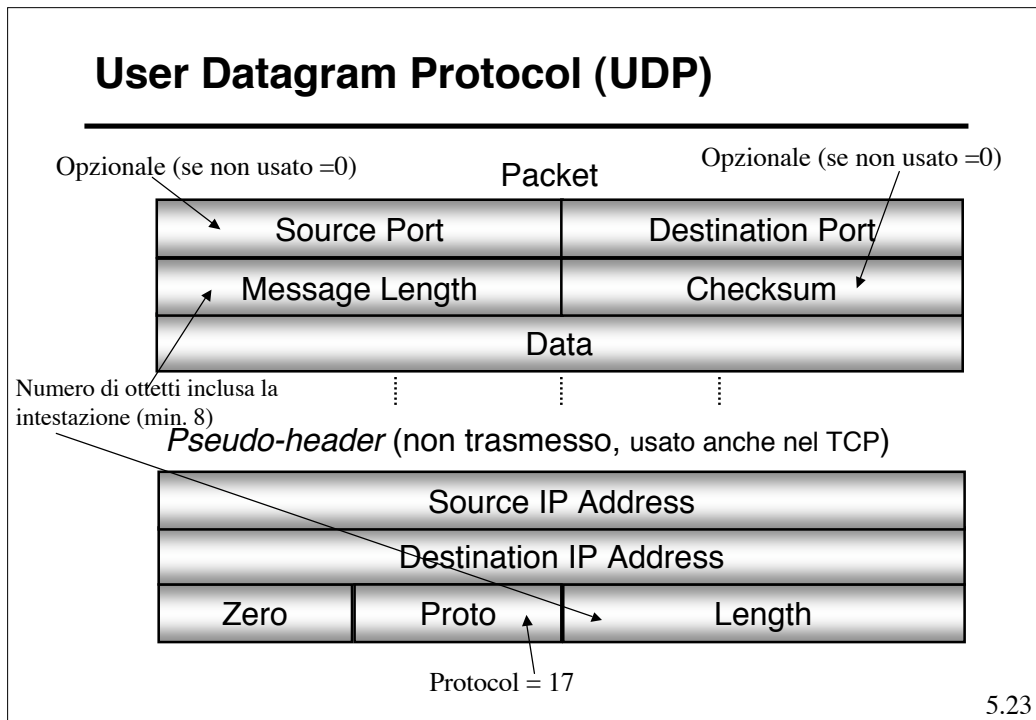 User Datagram Protocol (UDP)
Opzionale (se non usato =0)
Opzionale (se non usato =0)
Packet
Source Port
Destination Port
Message Length
Checksum
Data
Numero di ottetti inclusa la
intestazione (min. 8)
Pseudo-header (non trasmesso, usato anche nel TCP)
Source IP Address
Destination IP Address
Zero
Proto
Length
Protocol = 17
5.23